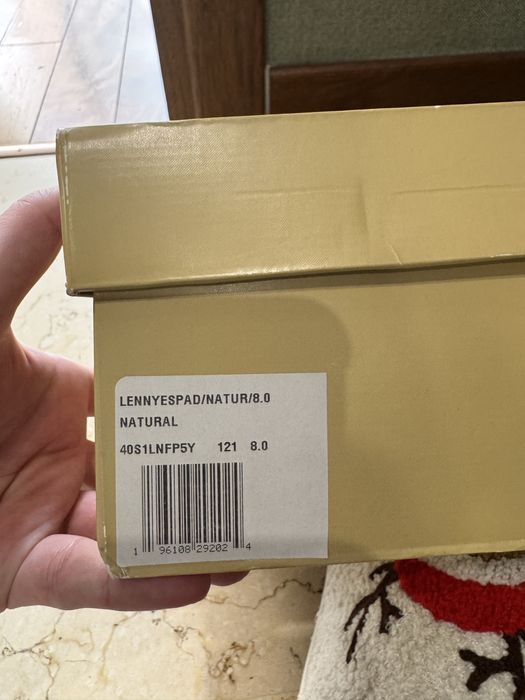 LENNYESPAD/NATUR/8.0
NATURAL
40S1LNFP5Y 121 8.0
1 96108 29202 4